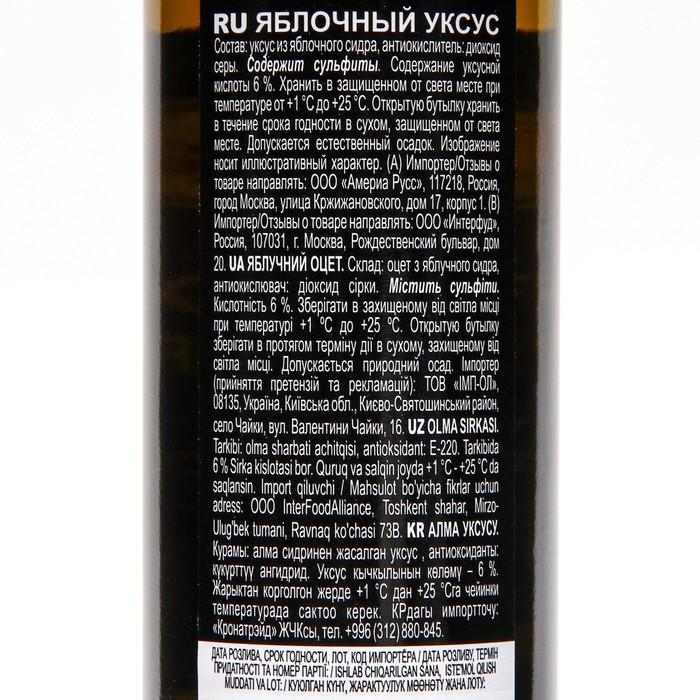 RU ЯБЛОЧНЫЙ УКСУС
Состав: уксус из яблочного сидра, антиокислитель: диоксид
серы. Содержит сульфиты. Содержание уксусной
кислоты 6 %. Хранить в защищенном от света месте при
температуре от +1 °C до +25 °C. Открытую бутылку хранить
в течение срока годности в сухом, защищенном от света
месте. Допускается естественный осадок. Изображение
носит иллюстративный характер. (А) Импортер/Отзывы о
товаре направлять: ООО «Америа Русс», 117218, Россия,
город Москва, улица Кржижановского, дом 17, корпус 1. (В)
Импортер/Отзывы о товаре направлять: ООО «Интерфуд»,
Россия, 107031, г. Москва, Рождественский бульвар, дом
20. UA ЯБЛУЧНИЙ ОЦЕТ. Склад: оцет з яблучного сидра,
антиокислювач: діоксид сірки. Містить сульфіти.
Кислотність 6 %. Зберігати в захищеному від світла місці
при температурі +1 ºC до +25 ºC. Открытую бутылку
зберігати в протягом терміну дії в сухому, захищеному від
світла місці. Допускається природний осад. Імпортер
(прийняття претензій та рекламацій): ТОВ «ІМП-ОЛ»,
08135, Україна, Київська обл., Києво-Святошинський район,
село Чайки, вул. Валентини Чайки, 16. UZ OLMA SIRKASI.
Tarkibi: olma sharbati achitqisi, antioksidant: E-220. Tarkibida
6 % Sirka kislotasi bor. Quruq va salqin joyda +1 °C - +25 °C da
saqlansin. Import qiluvchi / Mahsulot bo'yicha fikrlar uchun
adress: OOO InterFoodAlliance, Toshkent shahar, Mirzo-
Ulug'bek tumani, Ravnaq ko'chasi 73B. KR АЛМА УКСУСУ.
Курамы: алма сидринен жасалган уксус , антиоксиданты:
күкүрттүү ангидрид. Уксус кычкылынын көлөмү – 6 %.
Жарыктан корголгон жерде +1 °C дан +25 °Cга чейинки
температурада сактоо керек. КРдагы импортточу:
«Кронатрэйд» ЖЧКсы, тел. +996 (312) 880-845.
ДАТА РОЗЛИВА, СРОК ГОДНОСТИ, ЛОТ, КОД ИМПОРТЁРА / ДАТА РОЗЛИВУ, ТЕРМІН
ПРИДАТНОСТІ ТА НОМЕР ПАРТІЇ: / ISHLAB CHIQARILGAN SANA, ISTE'MOL QILISH
MUDDATI VA LOT: / КУЮЛГАН КҮНҮ, ЖАРАКТУУЛУК МӨӨНӨТҮ ЖАНА ЛОТУ: